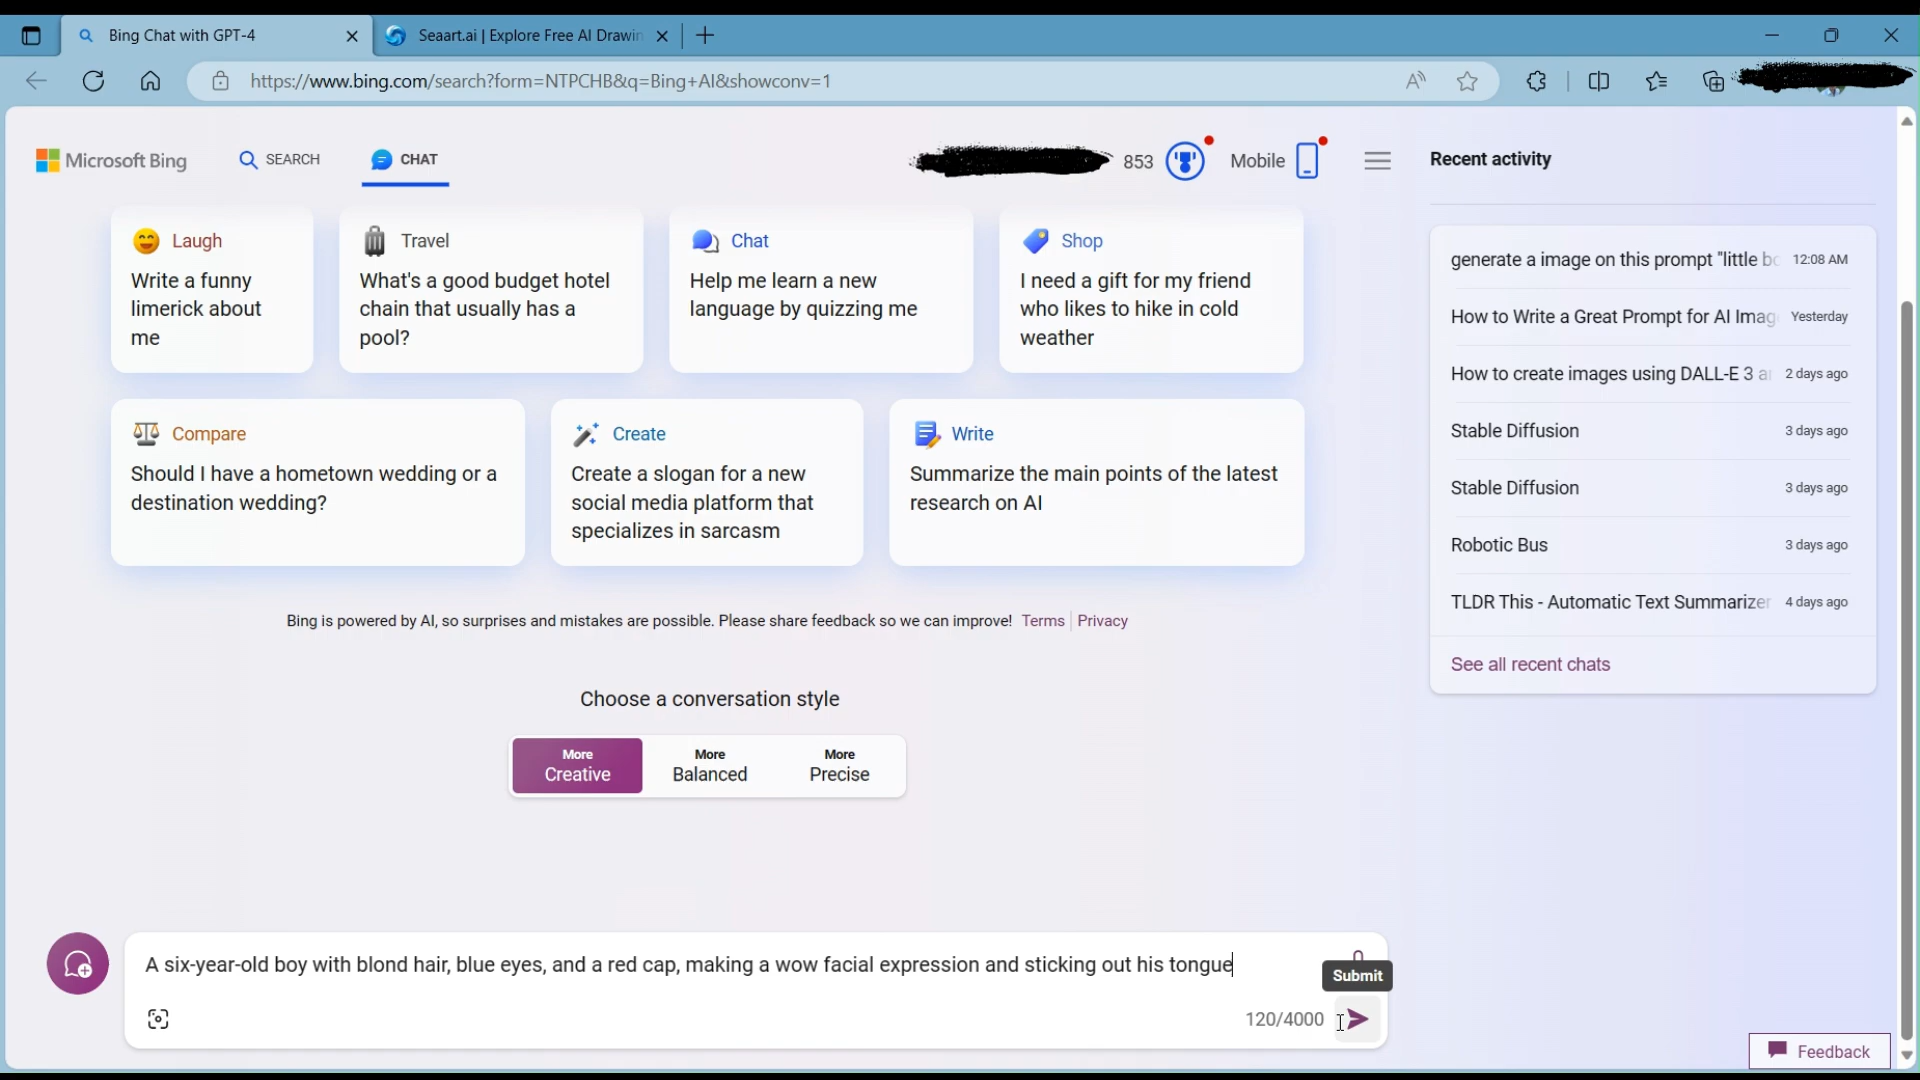 Bing Chat with GPT-4
Seaart.ai | Explore Free AI Drawin
https://www.bing.com/search?form=NTPCHB&q=Bing+AI&showconv=1
Microsoft Bing
SEARCH
CHAT
853
Mobile
Recent activity
Laugh
Write a funny
limerick about
me
Travel
What's a good budget hotel
chain that usually has a
pool?
Chat
Help me learn a new
language by quizzing me
Shop
I need a gift for my friend
who likes to hike in cold
weather
Compare
Should I have a hometown wedding or a
destination wedding?
Create
Create a slogan for a new
social media platform that
specializes in sarcasm
Write
Summarize the main points of the latest
research on AI
generate a image on this prompt "little bo 12:08 AM
How to Write a Great Prompt for AI Imag Yesterday
How to create images using DALL-E 3 a 2 days ago
Stable Diffusion 3 days ago
Stable Diffusion 3 days ago
Robotic Bus 3 days ago
TLDR This - Automatic Text Summarizer 4 days ago
See all recent chats
Bing is powered by AI, so surprises and mistakes are possible. Please share feedback so we can improve! Terms Privacy
Choose a conversation style
More
Creative
More
Balanced
More
Precise
A six-year-old boy with blond hair, blue eyes, and a red cap, making a wow facial expression and sticking out his tongue
Submit
120/4000
Feedback